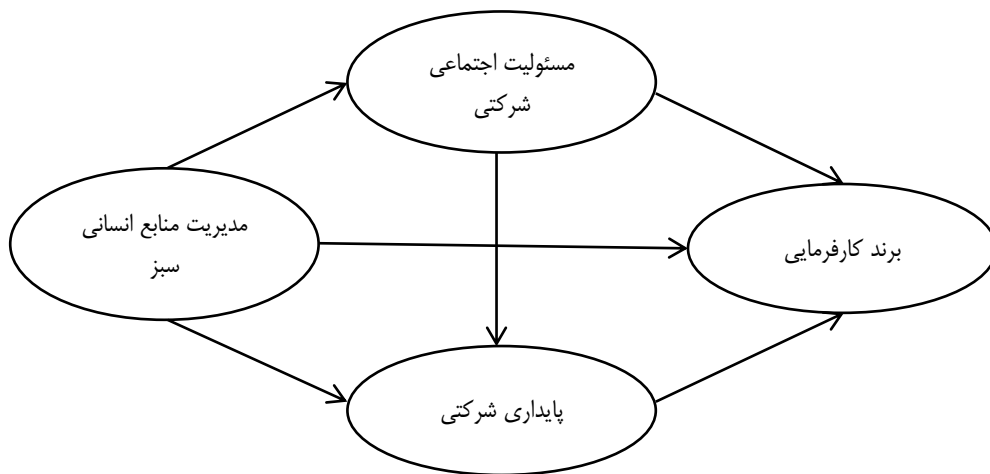 مسئولیت اجتماعی
شرکتی
مدیریت منابع انسانی
سبز
برند کارفرمایی
پایداری شرکتی